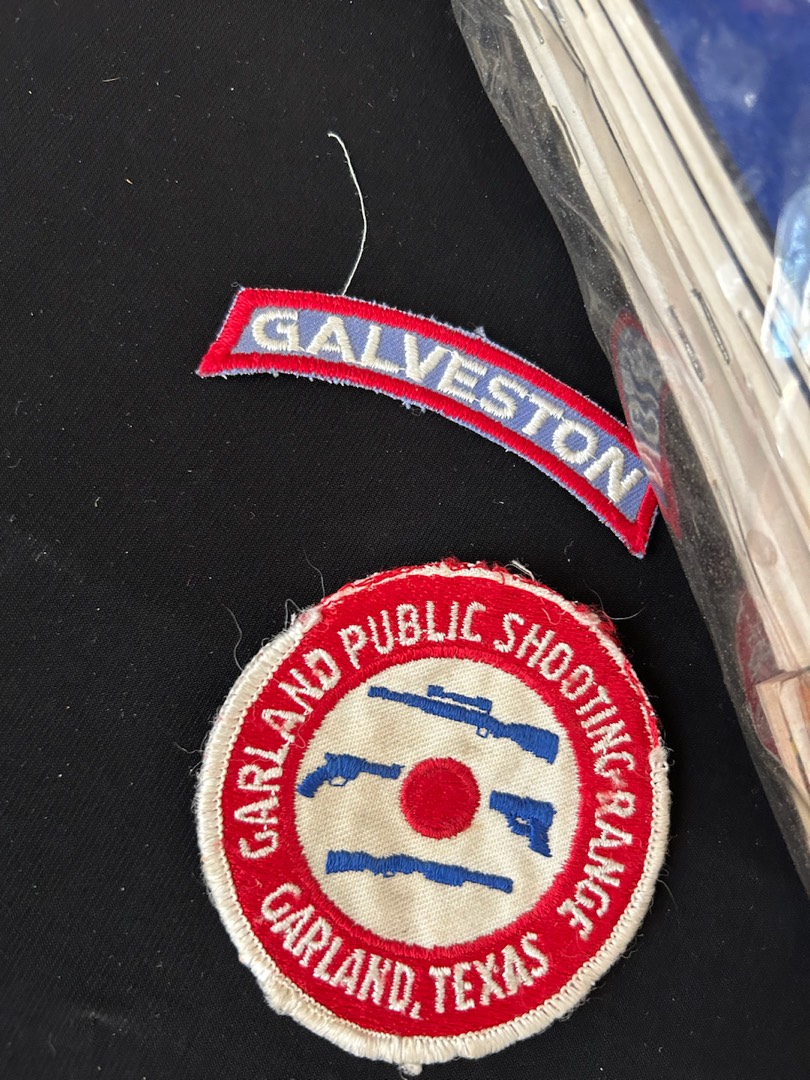 GALVESTON
GARLAND PUBLIC SHOOTING RANGE
GARLAND, TEXAS